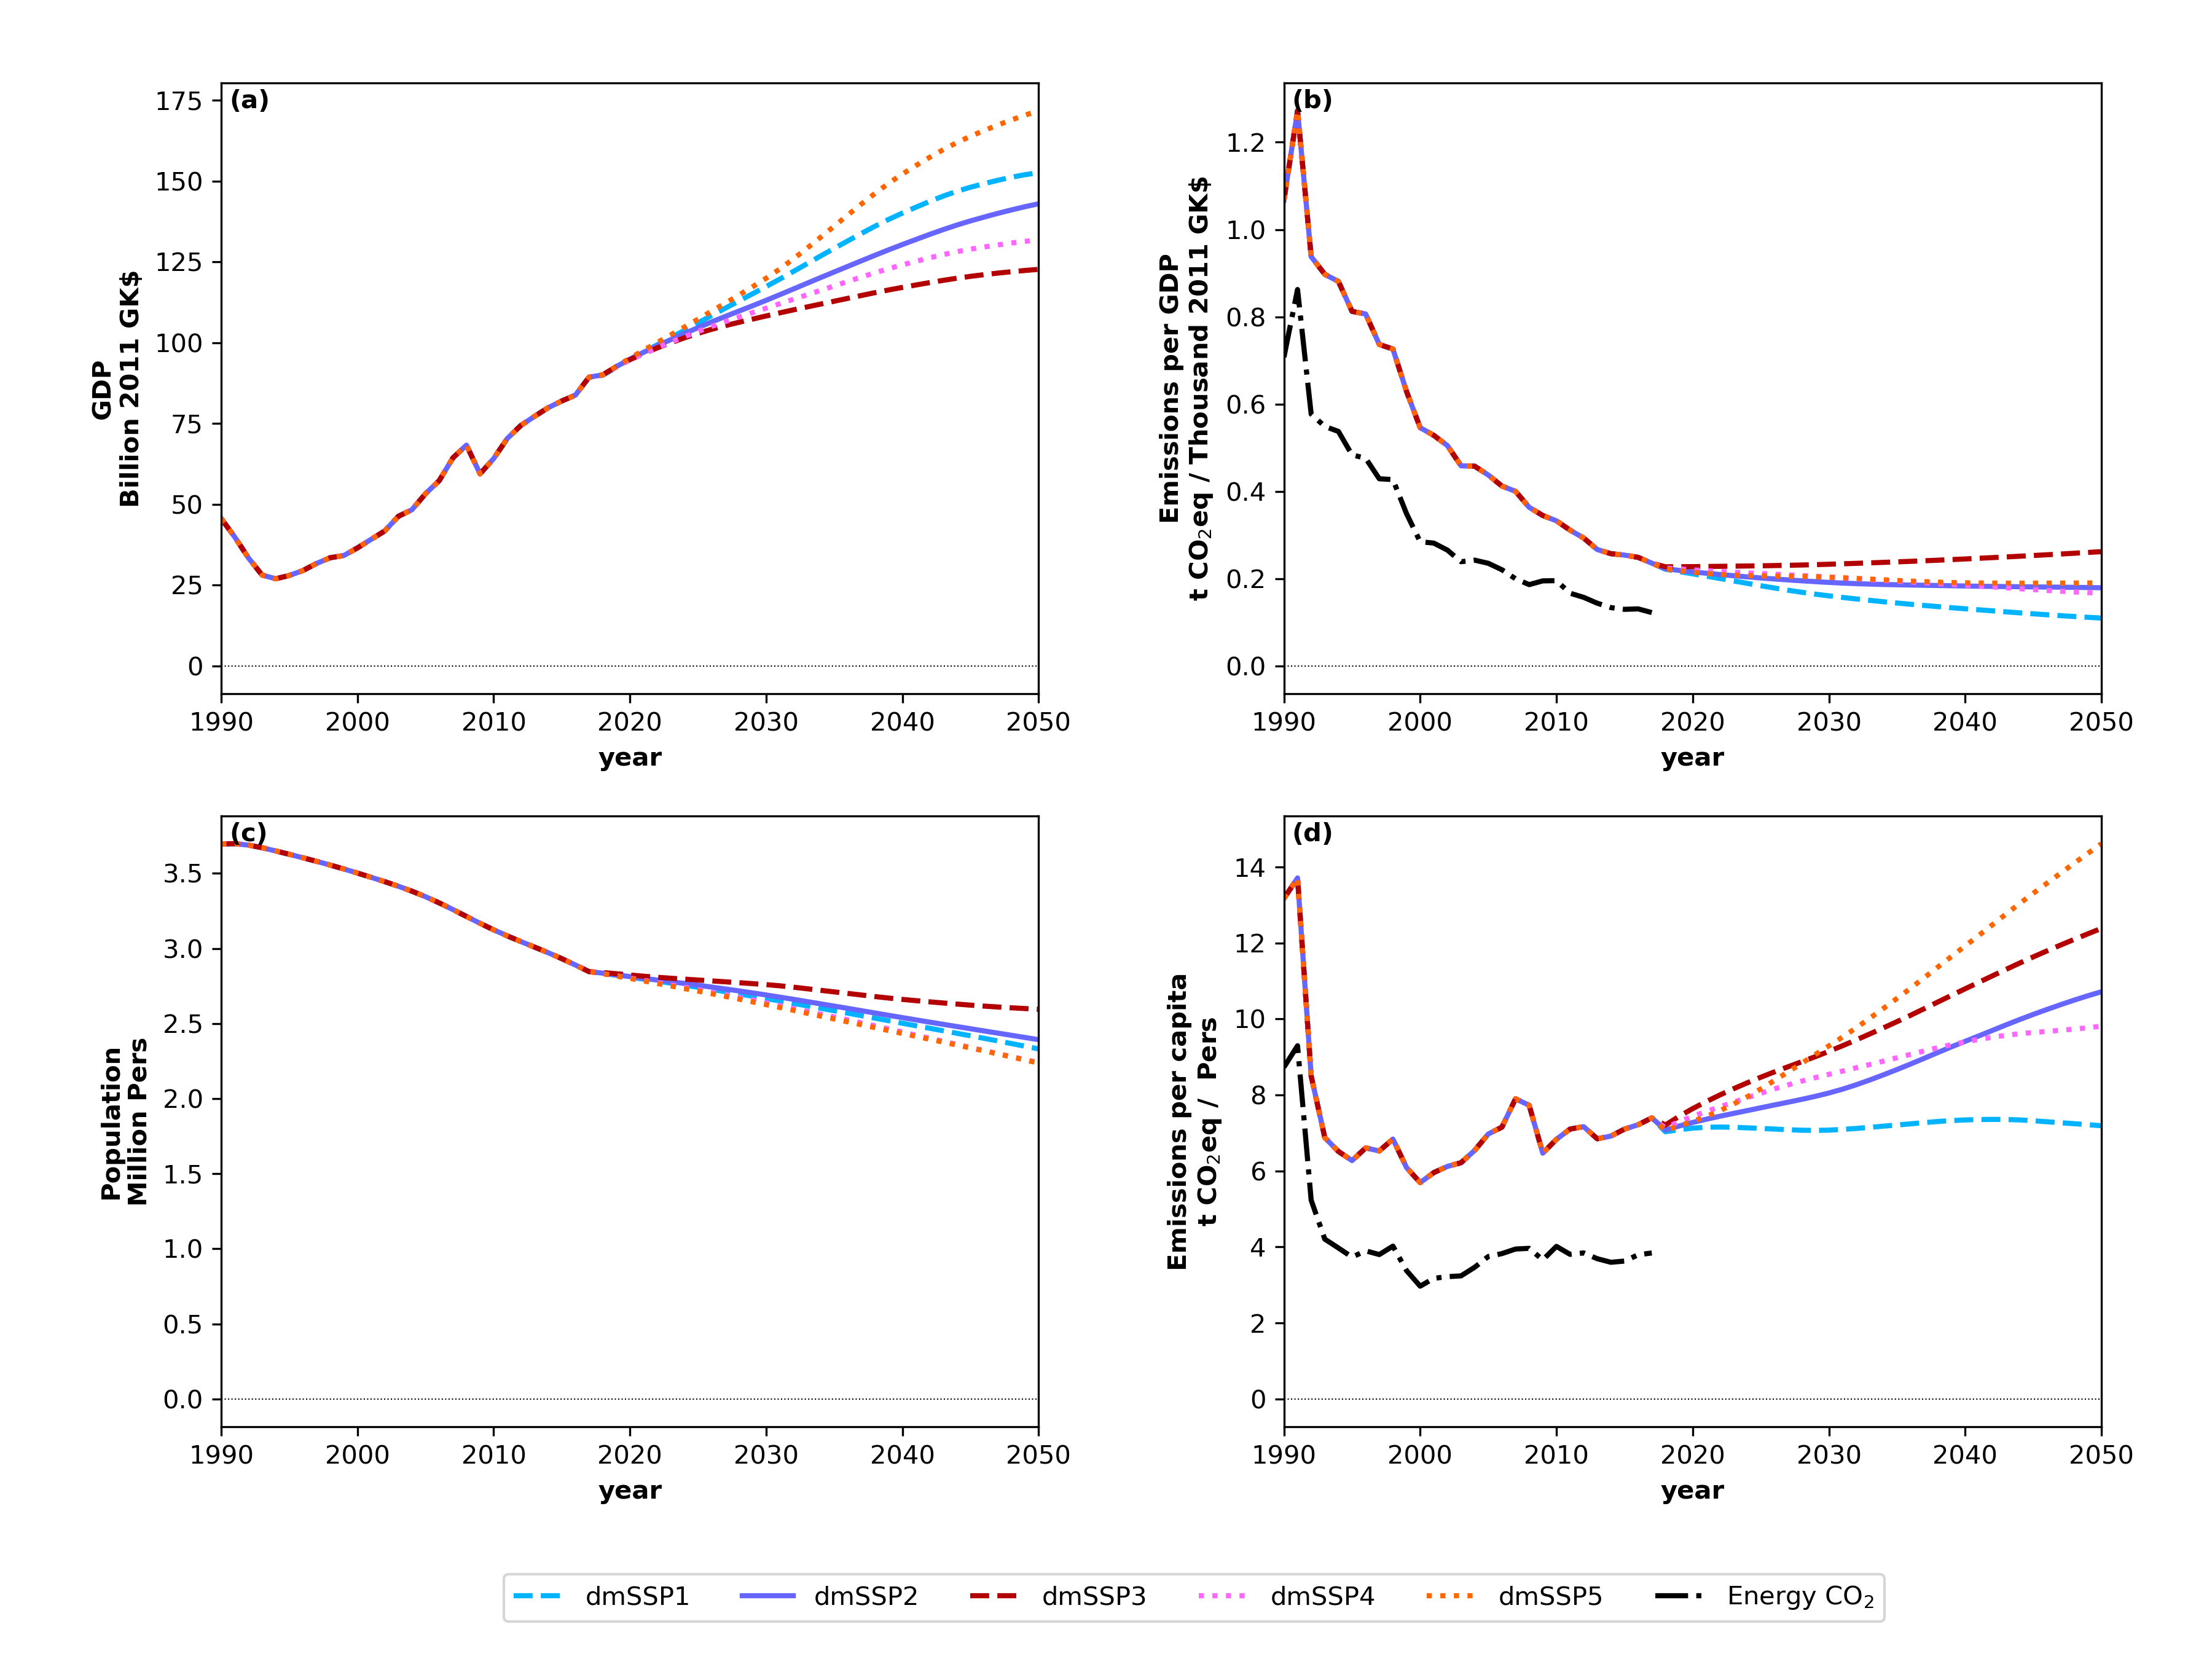 (a)
175
150
125
100
75
50
25
0
GDP
Billion 2011 GK$
1990 2000 2010 2020 2030 2040 2050
year
(b)
1.2
1.0
0.8
0.6
0.4
0.2
0.0
Emissions per GDP
t CO₂eq / Thousand 2011 GK$
1990 2000 2010 2020 2030 2040 2050
year
(c)
3.5
3.0
2.5
2.0
1.5
1.0
0.5
0.0
Population
Million Pers
1990 2000 2010 2020 2030 2040 2050
year
(d)
14
12
10
8
6
4
2
0
Emissions per capita
t CO₂eq / Pers
1990 2000 2010 2020 2030 2040 2050
year
dmSSP1 dmSSP2 dmSSP3 dmSSP4 dmSSP5 Energy CO₂